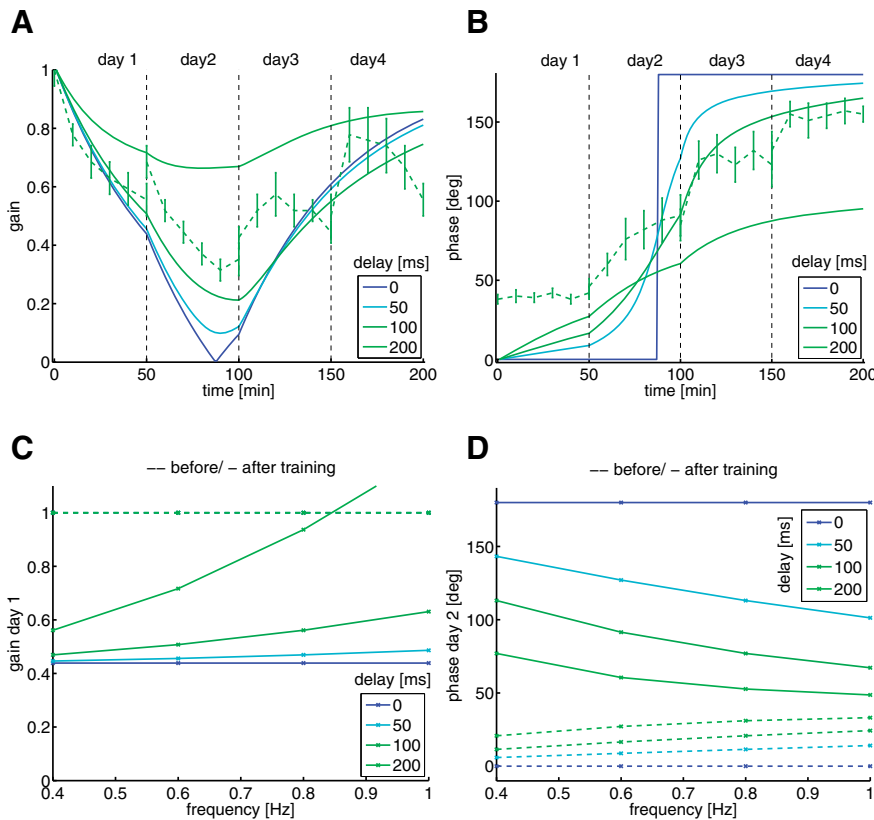 A
day 1
day2
day3
day4
1
0.8
0.6
0.4
0.2
0
gain
delay [ms]
0
50
100
200
0
50
100
150
200
time [min]
B
day 1
day2
day3
day4
150
100
50
0
phase [deg]
delay [ms]
0
50
100
200
0
50
100
150
200
time [min]
C
−− before/ − after training
1
0.8
0.6
0.4
0.2
0
gain day 1
delay [ms]
0
50
100
200
0.4
0.5
0.6
0.7
0.8
0.9
1
frequency [Hz]
D
−− before/ − after training
150
100
50
0
phase day 2 [deg]
delay [ms]
0
50
100
200
0.4
0.5
0.6
0.7
0.8
0.9
1
frequency [Hz]